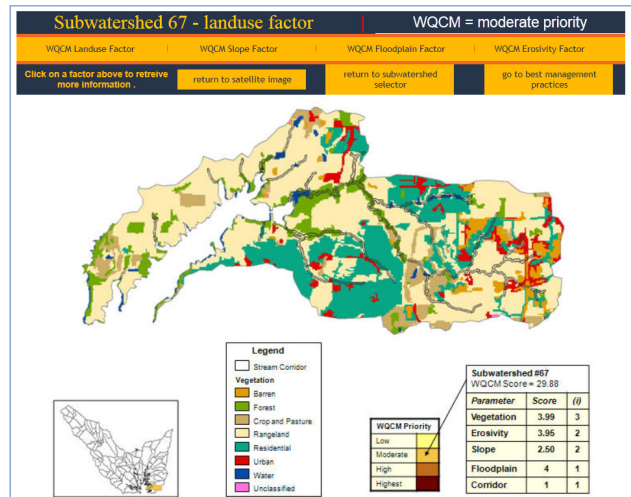 Subwatershed 67 - landuse factor
WQCM = moderate priority
WQCM Landuse Factor
WQCM Slope Factor
WQCM Floodplain Factor
WQCM Erosivity Factor
Click on a factor above to retreive
more information .
return to satellite image
return to subwatershed
selector
go to best management
practices
Legend
Stream Corridor
Vegetation
Barren
Forest
Crop and Pasture
Rangeland
Residential
Urban
Water
Unclassified
WQCM Priority
Low
Moderate
High
Highest
Subwatershed #67
WQCM Score = 29.88
Parameter Score (i)
Vegetation 3.99 3
Erosivity 3.95 2
Slope 2.50 2
Floodplain 4 1
Corridor 1 1